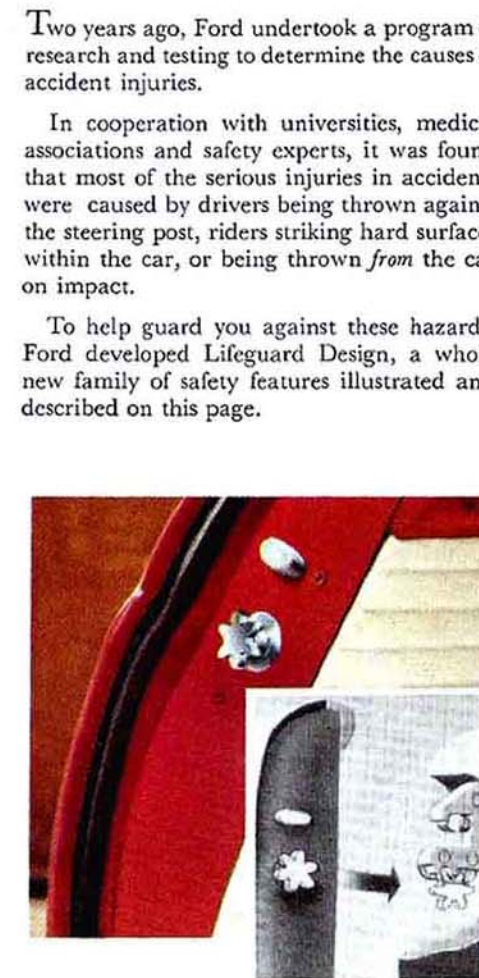 Two years ago, Ford undertook a program
research and testing to determine the causes
accident injuries.
In cooperation with universities, medic
associations and safety experts, it was foun
that most of the serious injuries in acciden
were caused by drivers being thrown again
the steering post, riders striking hard surfac
within the car, or being thrown from the ca
on impact.
To help guard you against these hazard
Ford developed Lifeguard Design, a who
new family of safety features illustrated an
described on this page.